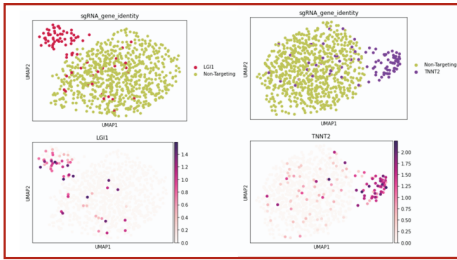 sgRNA_gene_identity
UMAP2
LGI1
Non-Targeting
UMAP1
sgRNA_gene_identity
UMAP2
Non-Targeting
TNNT2
UMAP1
LGI1
UMAP2
1.4
1.2
1.0
0.8
0.6
0.4
0.2
0.0
UMAP1
TNNT2
UMAP2
2.00
1.75
1.50
1.25
1.00
0.75
0.50
0.25
0.00
UMAP1